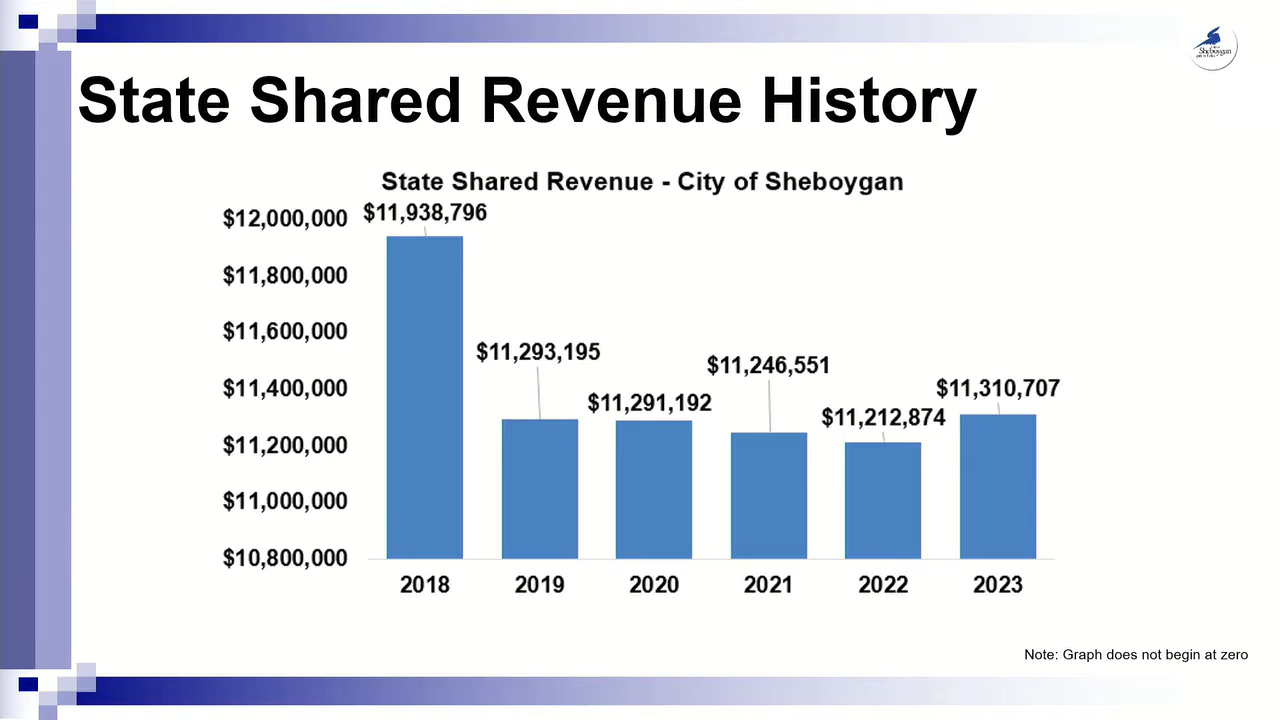 Sheboygan
State Shared Revenue History
State Shared Revenue - City of Sheboygan
$12,000,000
$11,800,000
$11,600,000
$11,400,000
$11,200,000
$11,000,000
$10,800,000
$11,938,796
$11,293,195
$11,291,192
$11,246,551
$11,212,874
$11,310,707
2018 2019 2020 2021 2022 2023
Note: Graph does not begin at zero